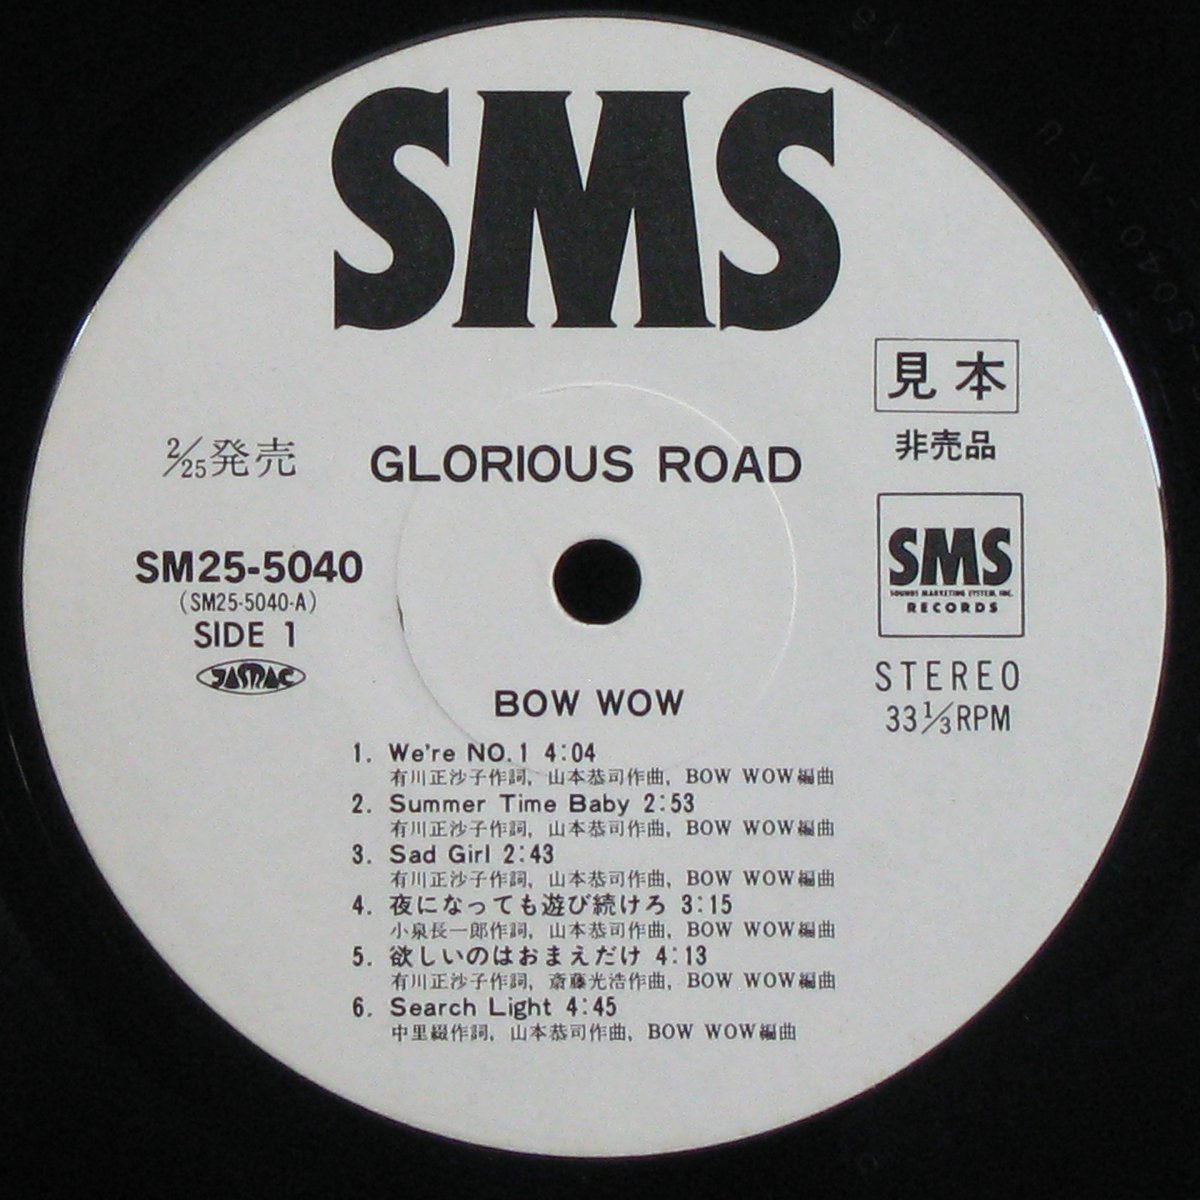 SMS
見本
非売品
2/25発売
GLORIOUS ROAD
SM25-5040
(SM25-5040-A)
SIDE 1
JASRAC
SMS
SOUNDS MARKETING SYSTEM, INC.
RECORDS
STEREO
33 1/3 RPM
BOW WOW
1. We're NO.1 4:04
有川正沙子作詞, 山本恭司作曲, BOW WOW編曲
2. Summer Time Baby 2:53
有川正沙子作詞, 山本恭司作曲, BOW WOW編曲
3. Sad Girl 2:43
有川正沙子作詞, 山本恭司作曲, BOW WOW編曲
4. 夜になっても遊び続けろ 3:15
小泉長一郎作詞, 山本恭司作曲, BOW WOW編曲
5. 欲しいのはおまえだけ 4:13
有川正沙子作詞, 斎藤光浩作曲, BOW WOW編曲
6. Search Light 4:45
中里綴作詞, 山本恭司作曲, BOW WOW編曲